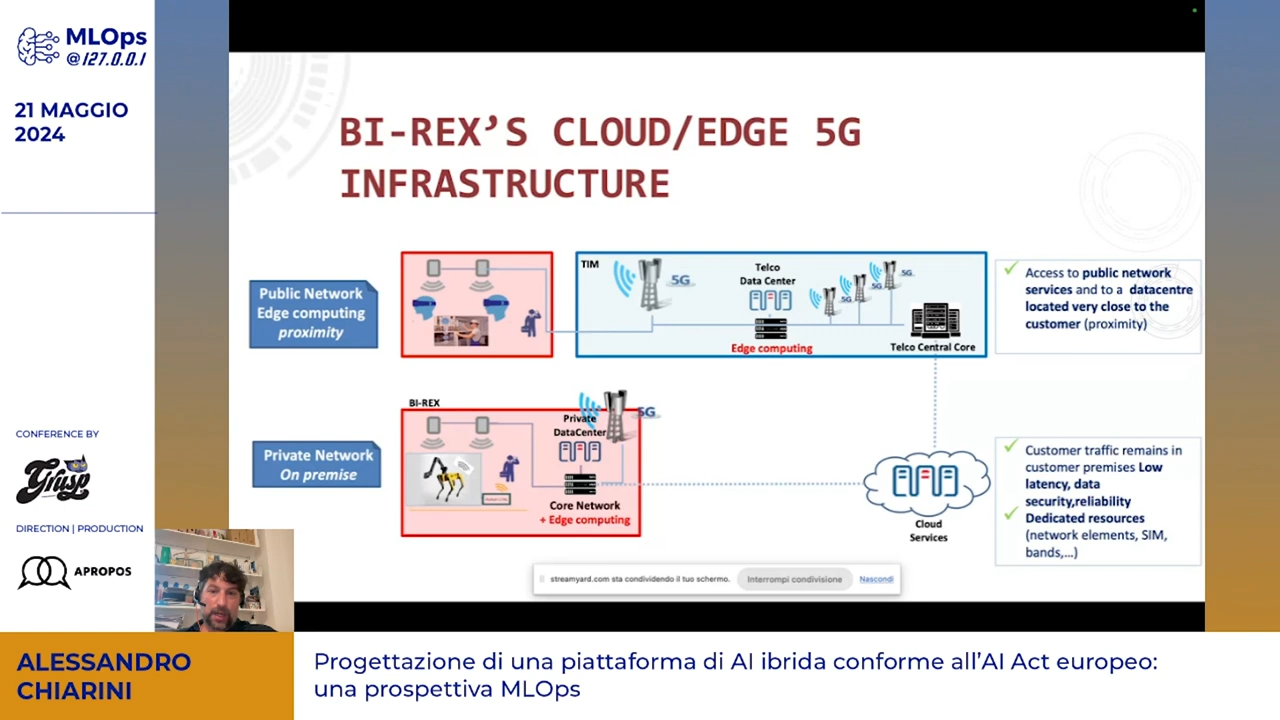 MLOps
@127.0.0.1
21 MAGGIO
2024
CONFERENCE BY
Grusp
DIRECTION | PRODUCTION
APROPOS
BI-REX’S CLOUD/EDGE 5G
INFRASTRUCTURE
Public Network
Edge computing
proximity
TIM
5G
Telco
Data Center
5G
5G
5G
Edge computing
Telco Central Core
Access to public network
services and to a datacentre
located very close to the
customer (proximity)
BI-REX
Private Network
On premise
Private
DataCenter
5G
Core Network
+ Edge computing
Cloud
Services
Customer traffic remains in
customer premises Low
latency, data
security,reliability
Dedicated resources
(network elements, SIM,
bands,...)
streamyard.com sta condividendo il tuo schermo.
Interrompi condivisione
Nascondi
ALESSANDRO
CHIARINI
Progettazione di una piattaforma di AI ibrida conforme all’AI Act europeo:
una prospettiva MLOps